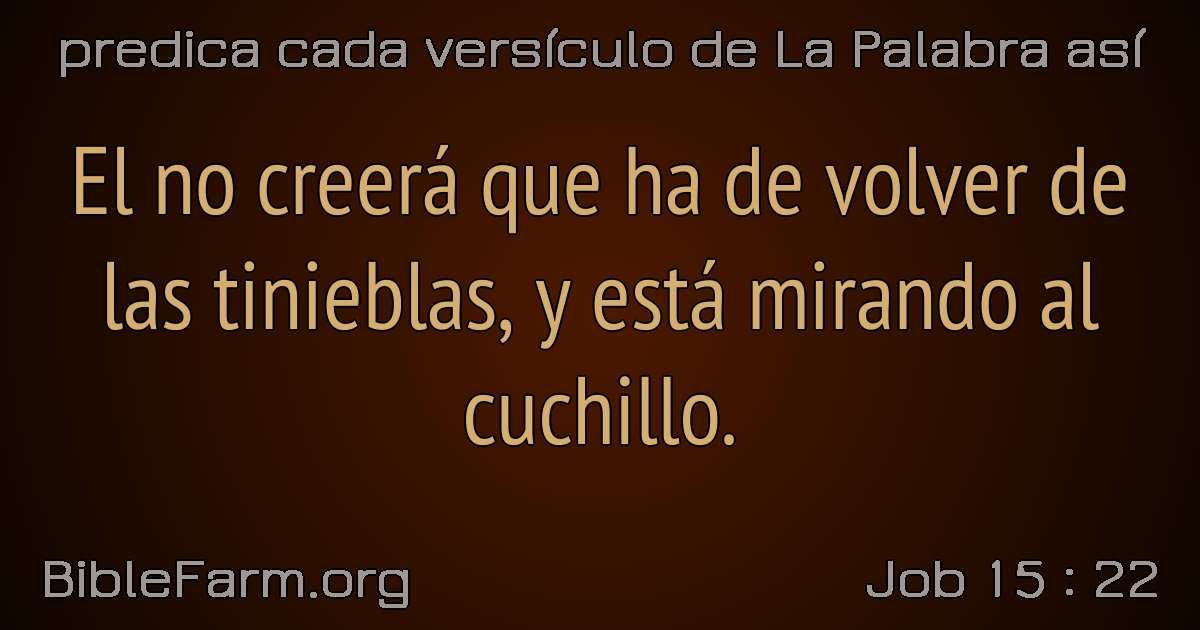 predica cada versículo de La Palabra así
El no creerá que ha de volver de
las tinieblas, y está mirando al
cuchillo.
BibleFarm.org
Job 15 : 22